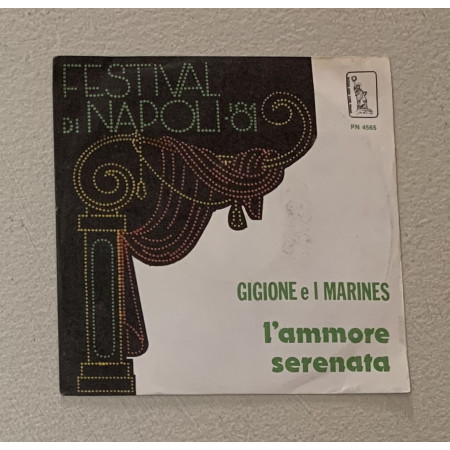 FESTIVAL
DI NAPOLI·'81
PN 4565
GIGIONE e I MARINES
l'ammore
serenata